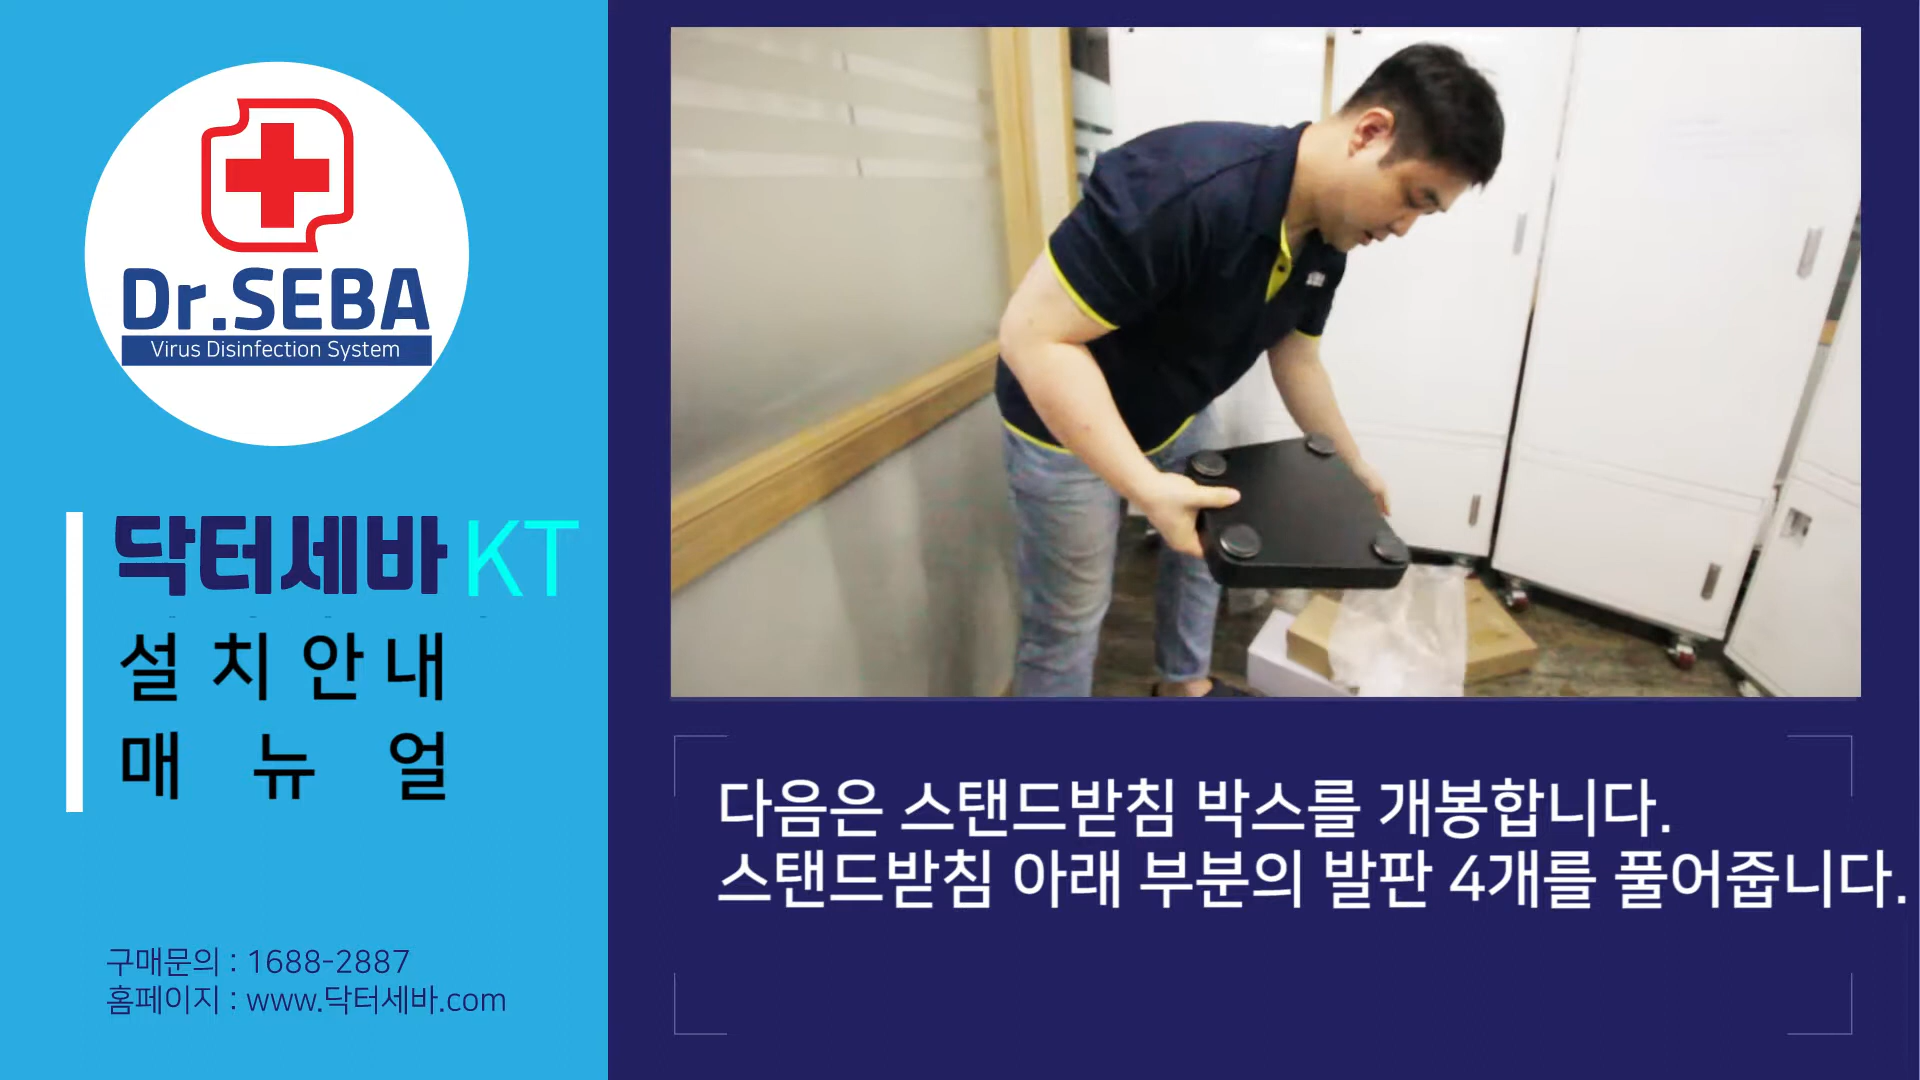 Dr.SEBA
Virus Disinfection System
닥터세바 KT
설치안내
매뉴얼
구매문의 : 1688-2887
홈페이지 : www.닥터세바.com
다음은 스탠드받침 박스를 개봉합니다.
스탠드받침 아래 부분의 발판 4개를 풀어줍니다.